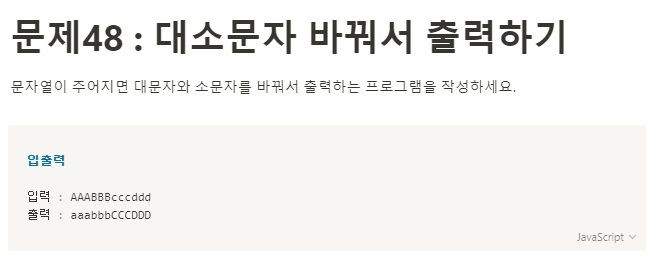 문제48 : 대소문자 바꿔서 출력하기
문자열이 주어지면 대문자와 소문자를 바꿔서 출력하는 프로그램을 작성하세요.
입출력
입력 : AAABBBcccddd
출력 : aaabbbCCCDDD
JavaScript